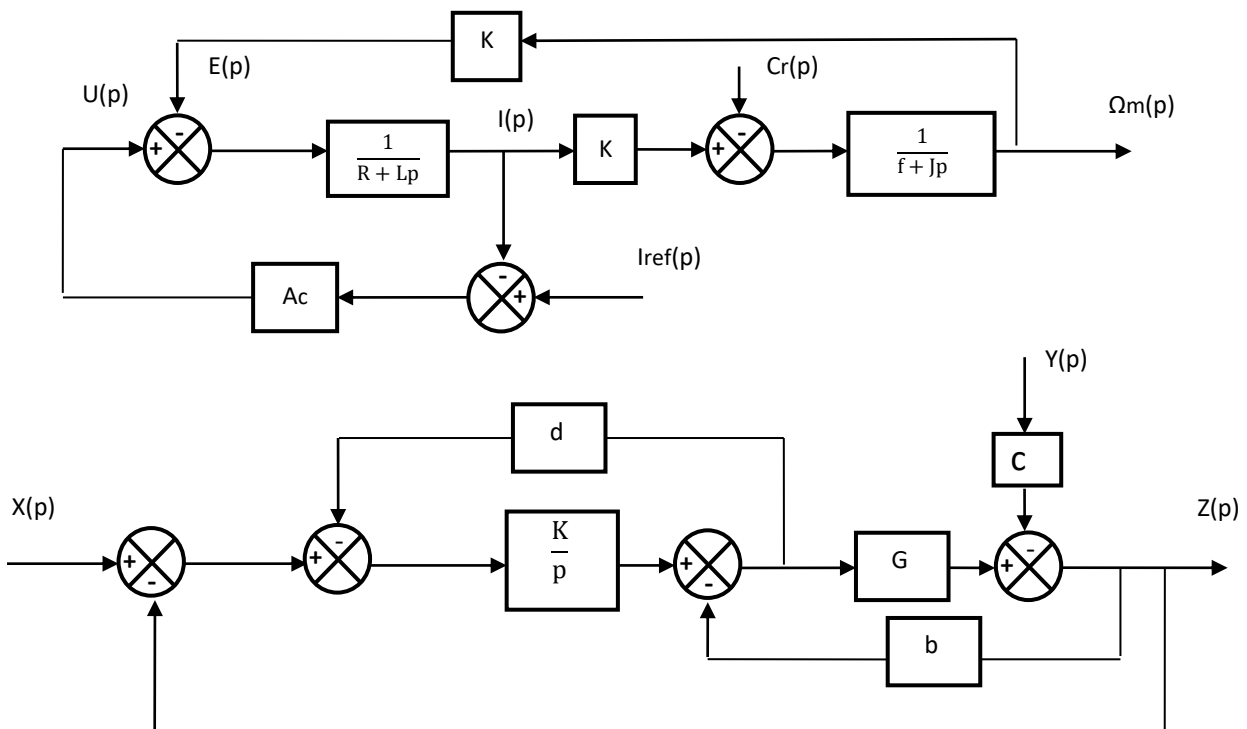 K
E(p)
Cr(p)
U(p)
I(p)
Ωm(p)
-
-
+
1
R + Lp
K
+
1
f + Jp
Iref(p)
-
Ac
+
Y(p)
d
C
X(p)
Z(p)
-
K
p
-
+
+
+
G
+
-
-
b